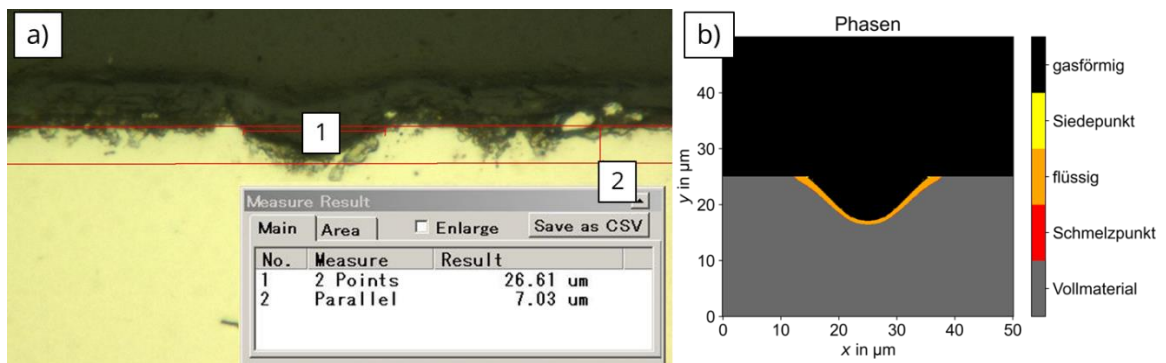 a)
1
2
Measure Result
Main Area Enlarge Save as CSV
No. Measure Result
1 2 Points 26.61 um
2 Parallel 7.03 um
b)
Phasen
gasförmig
Siedepunkt
flüssig
Schmelzpunkt
Vollmaterial
y in µm
40
30
20
10
0
0 10 20 30 40 50
x in µm